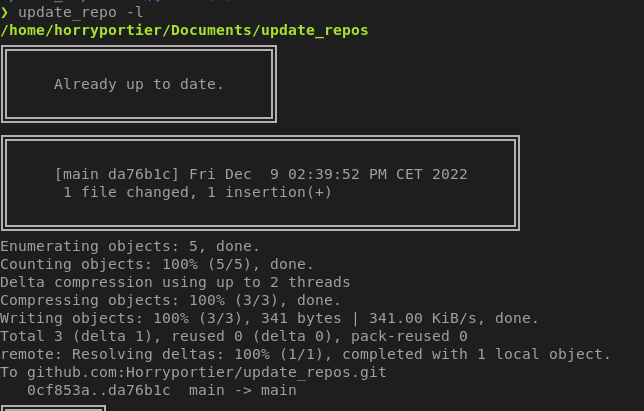 ❯ update_repo -l
/home/horryportier/Documents/update_repos
Already up to date.
[main da76b1c] Fri Dec  9 02:39:52 PM CET 2022
1 file changed, 1 insertion(+)
Enumerating objects: 5, done.
Counting objects: 100% (5/5), done.
Delta compression using up to 2 threads
Compressing objects: 100% (3/3), done.
Writing objects: 100% (3/3), 341 bytes | 341.00 KiB/s, done.
Total 3 (delta 1), reused 0 (delta 0), pack-reused 0
remote: Resolving deltas: 100% (1/1), completed with 1 local object.
To github.com:Horryportier/update_repos.git
0cf853a..da76b1c  main -> main